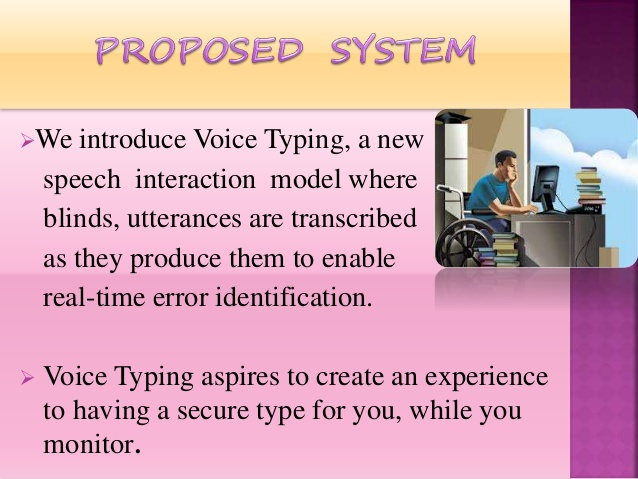 PROPOSED SYSTEM
➢We introduce Voice Typing, a new
speech interaction model where
blinds, utterances are transcribed
as they produce them to enable
real-time error identification.
➢ Voice Typing aspires to create an experience
to having a secure type for you, while you
monitor.